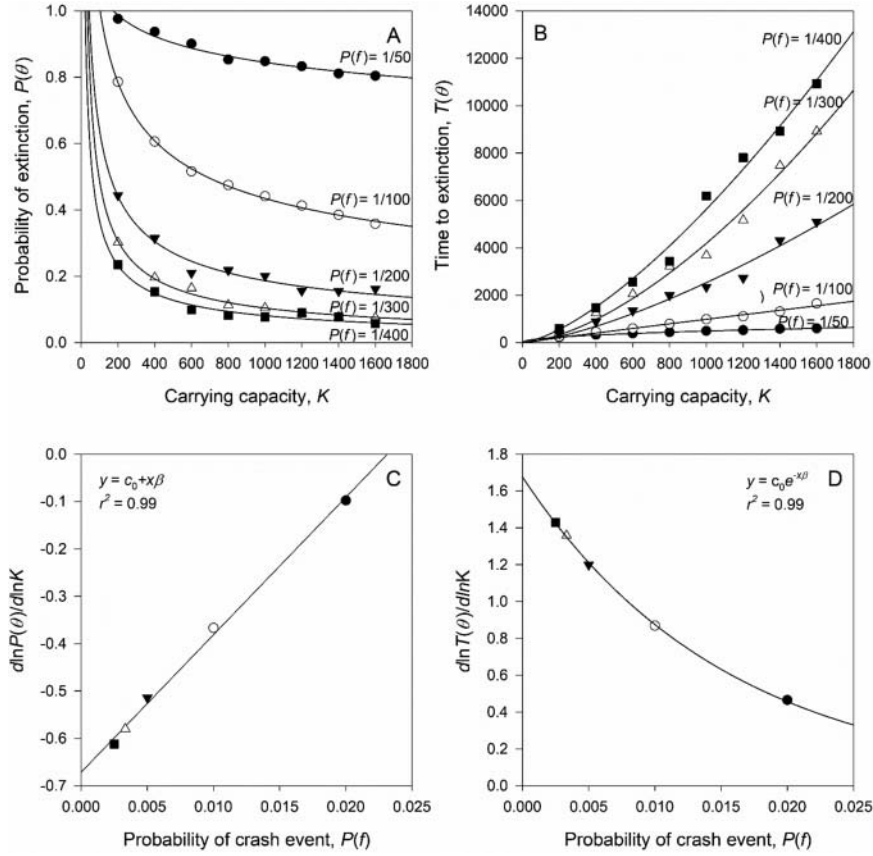 A
P(f) = 1/50
P(f) = 1/100
P(f) = 1/200
P(f) = 1/300
P(f) = 1/400
Probability of extinction, P(θ)
1.0
0.8
0.6
0.4
0.2
0.0
200 400 600 800 1000 1200 1400 1600 1800
Carrying capacity, K
B
P(f) = 1/400
P(f) = 1/300
P(f) = 1/200
P(f) = 1/100
)
P(f) = 1/50
Time to extinction, T(θ)
14000
12000
10000
8000
6000
4000
2000
0
0 200 400 600 800 1000 1200 1400 1600 1800
Carrying capacity, K
C
y = c₀+xβ
r² = 0.99
dlnP(θ)/dlnK
0.0
-0.1
-0.2
-0.3
-0.4
-0.5
-0.6
-0.7
0.000 0.005 0.010 0.015 0.020 0.025
Probability of crash event, P(f)
D
y = c₀e⁻ˣᵝ
r² = 0.99
dlnT(θ)/dlnK
1.8
1.6
1.4
1.2
1.0
0.8
0.6
0.4
0.2
0.0
0.000 0.005 0.010 0.015 0.020 0.025
Probability of crash event, P(f)